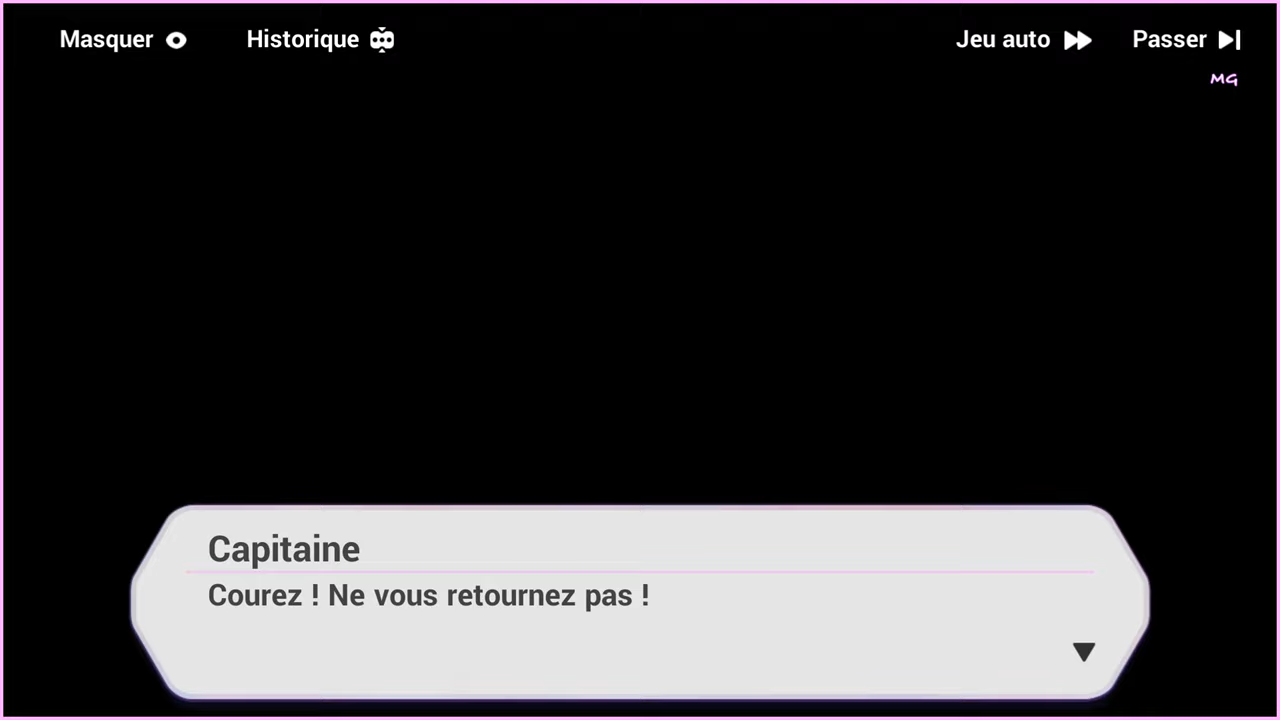 Masquer
Historique
Jeu auto
Passer
MG
Capitaine
Courez ! Ne vous retournez pas !